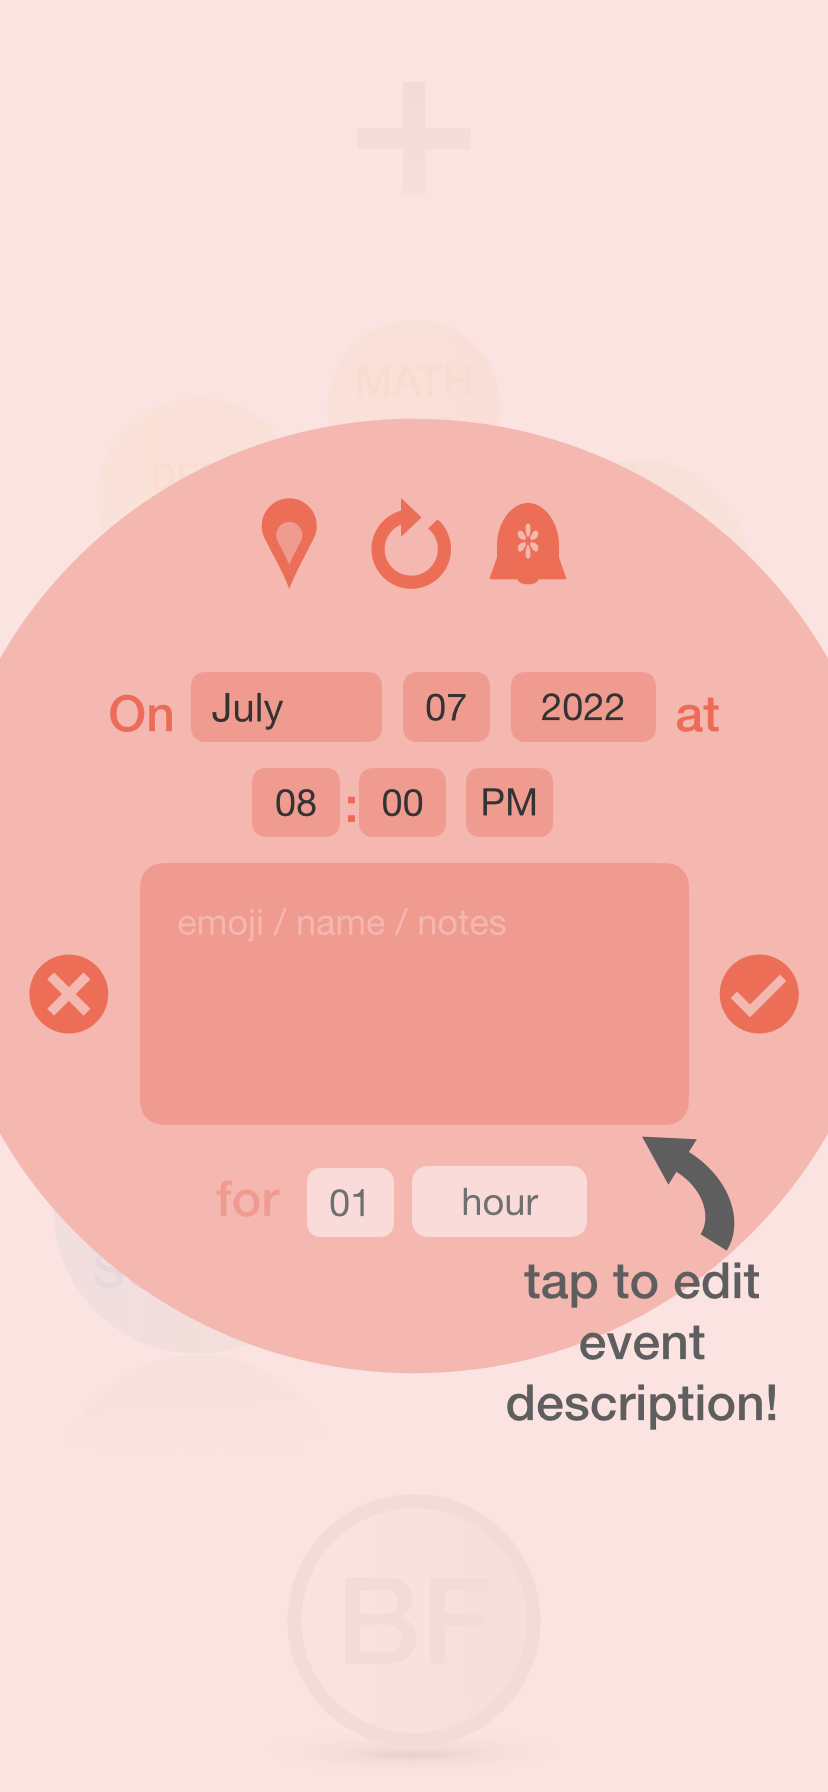 MATH
On July 07 2022 at
08 : 00 PM
emoji / name / notes
for 01 hour
tap to edit
event
description!
BF